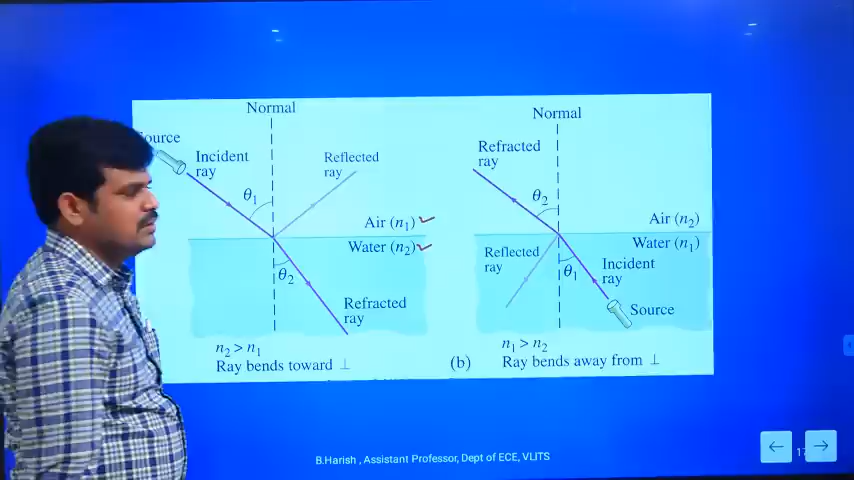 Normal
Source
Incident
ray
θ1
Reflected
ray
Air (n1)
Water (n2)
θ2
Refracted
ray
n2 > n1
Ray bends toward ⊥
Normal
Refracted
ray
θ2
Air (n2)
Water (n1)
Reflected
ray
θ1
Incident
ray
Source
n1 > n2
(b) Ray bends away from ⊥
B.Harish , Assistant Professor, Dept of ECE, VLITS